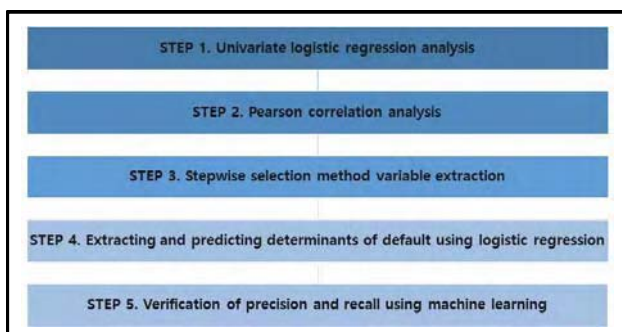 STEP 1. Univariate logistic regression analysis
STEP 2. Pearson correlation analysis
STEP 3. Stepwise selection method variable extraction
STEP 4. Extracting and predicting determinants of default using logistic regression
STEP 5. Verification of precision and recall using machine learning